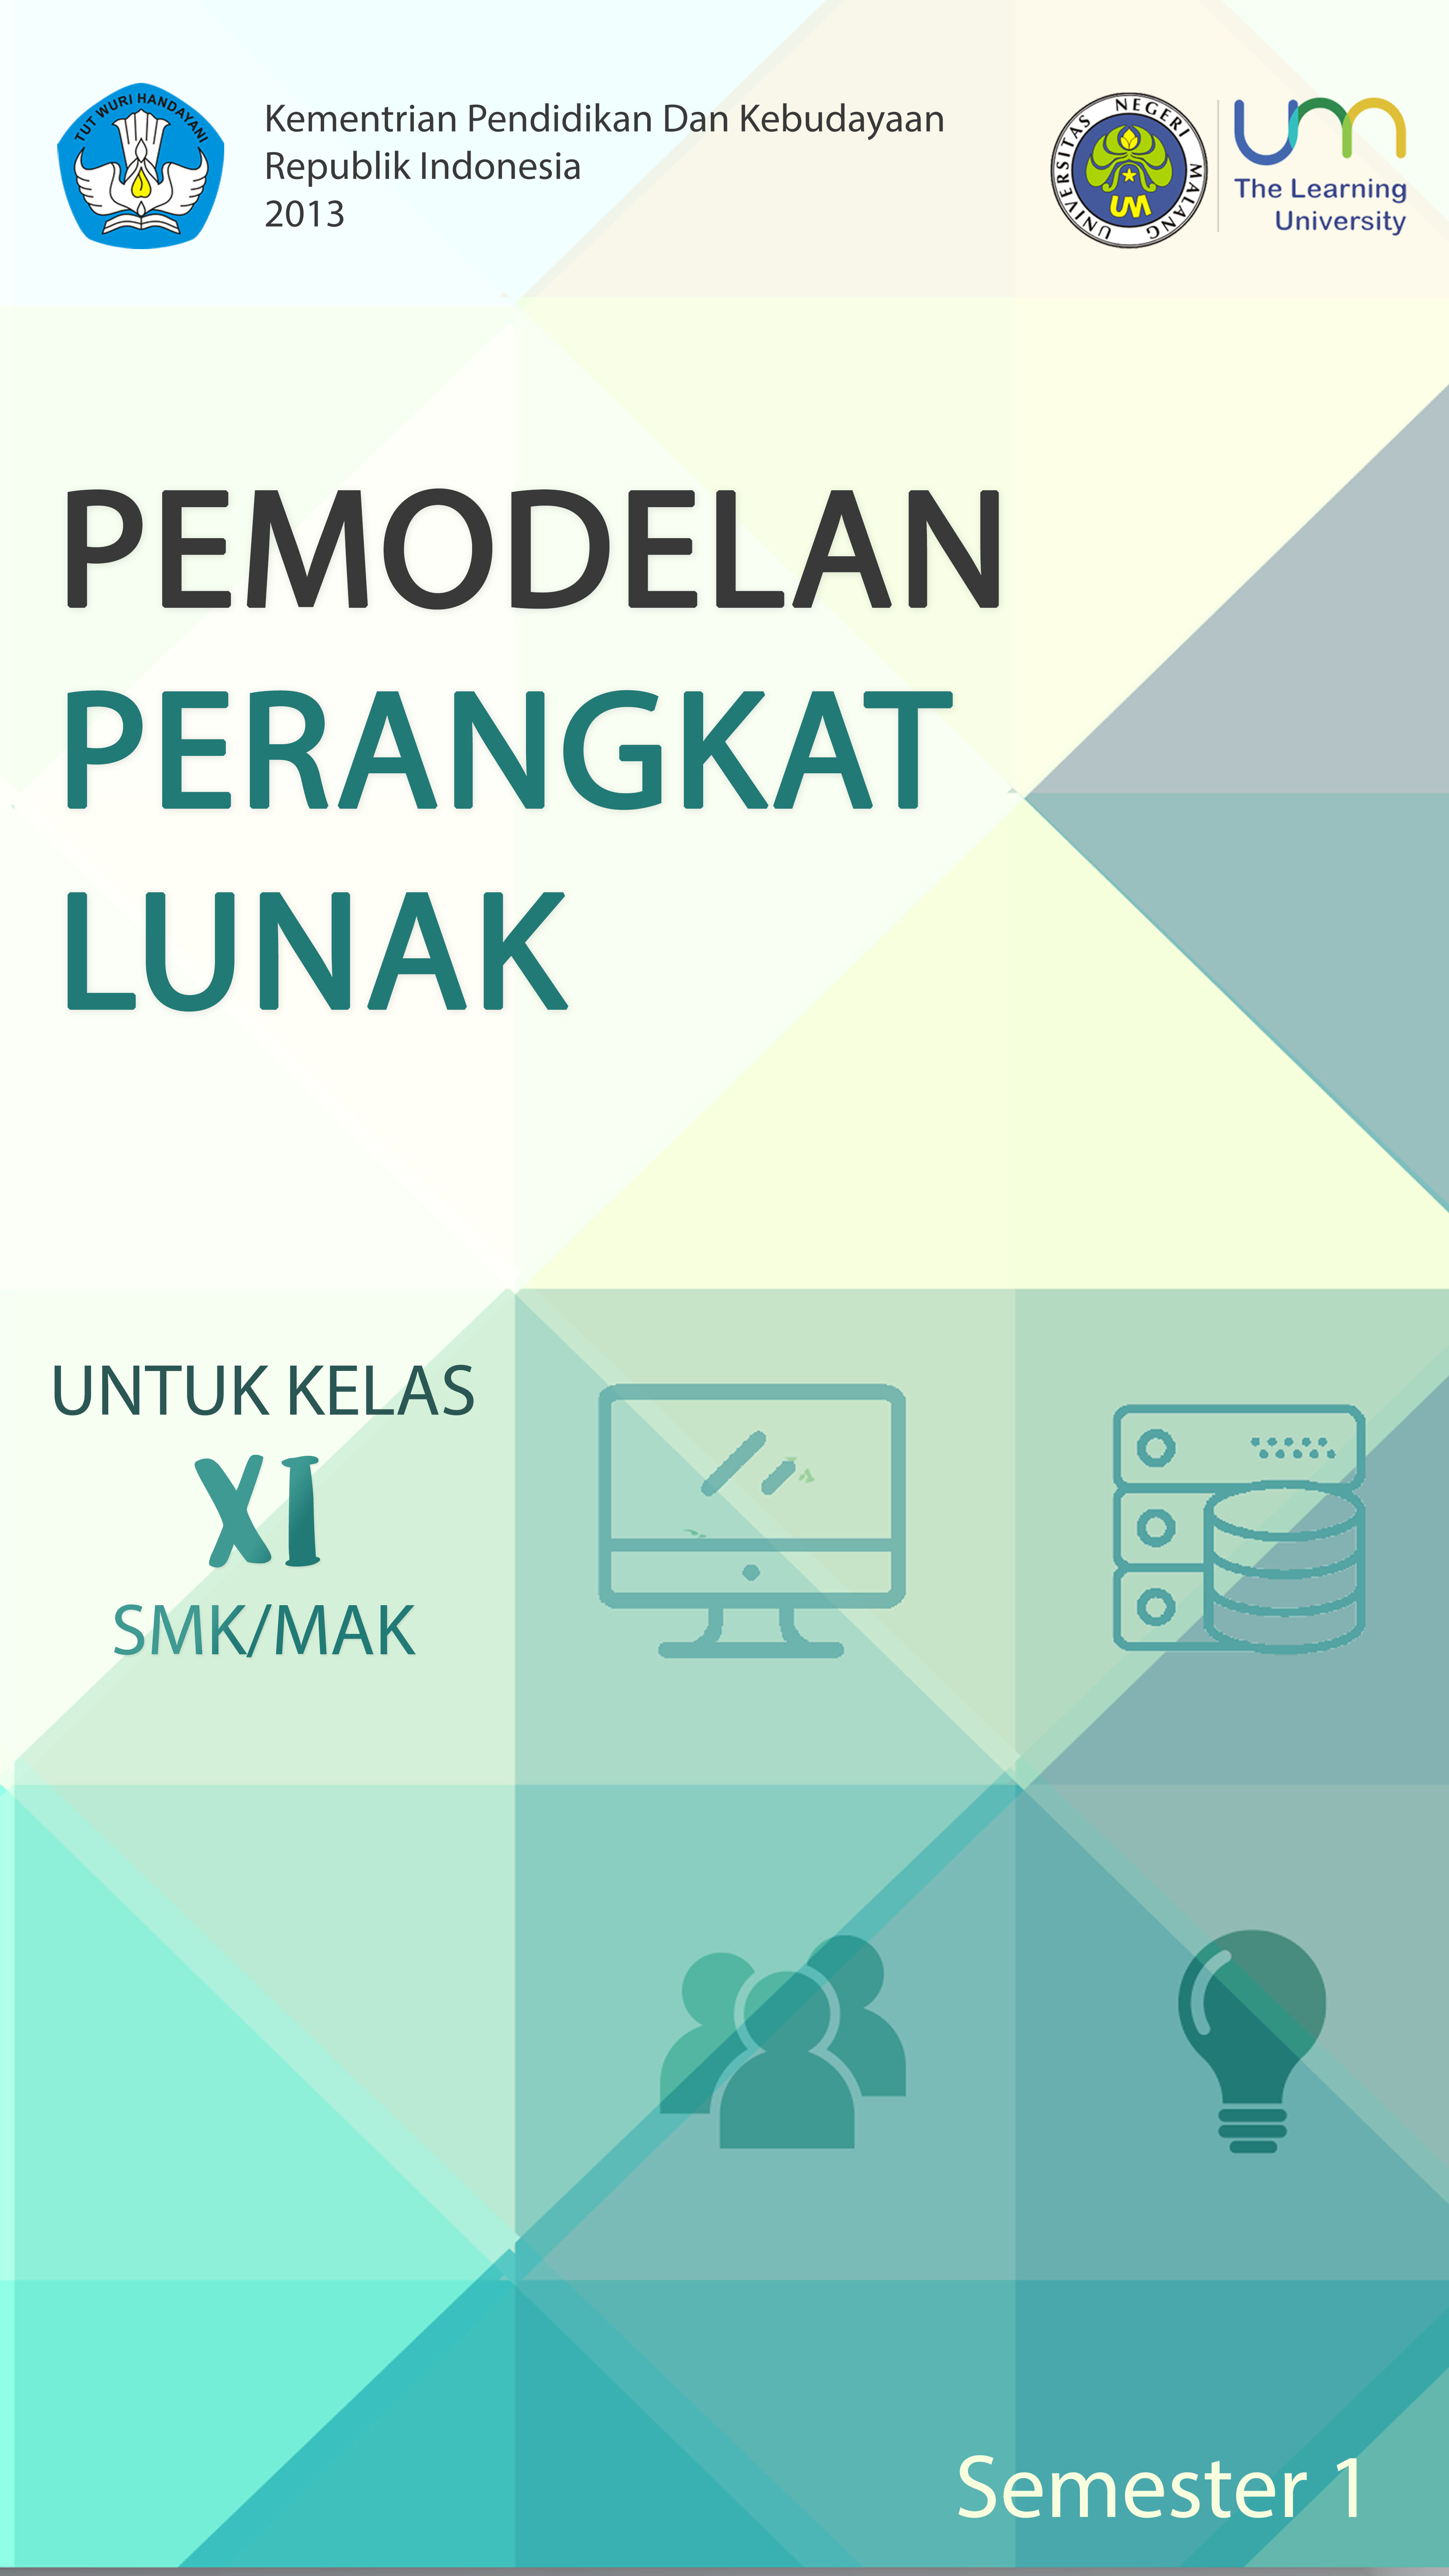 TUT WURI HANDAYANI
Kementrian Pendidikan Dan Kebudayaan
Republik Indonesia
2013
UNIVERSITAS NEGERI MALANG
UM
um
The Learning
University
PEMODELAN
PERANGKAT
LUNAK
UNTUK KELAS
XI
SMK/MAK
Semester 1